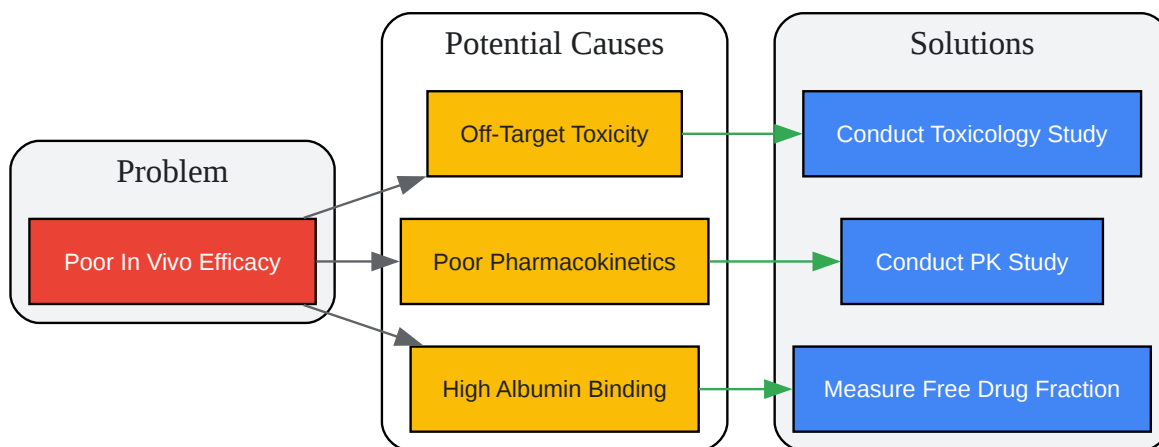 Problem
Poor In Vivo Efficacy
Potential Causes
Off-Target Toxicity
Poor Pharmacokinetics
High Albumin Binding
Solutions
Conduct Toxicology Study
Conduct PK Study
Measure Free Drug Fraction